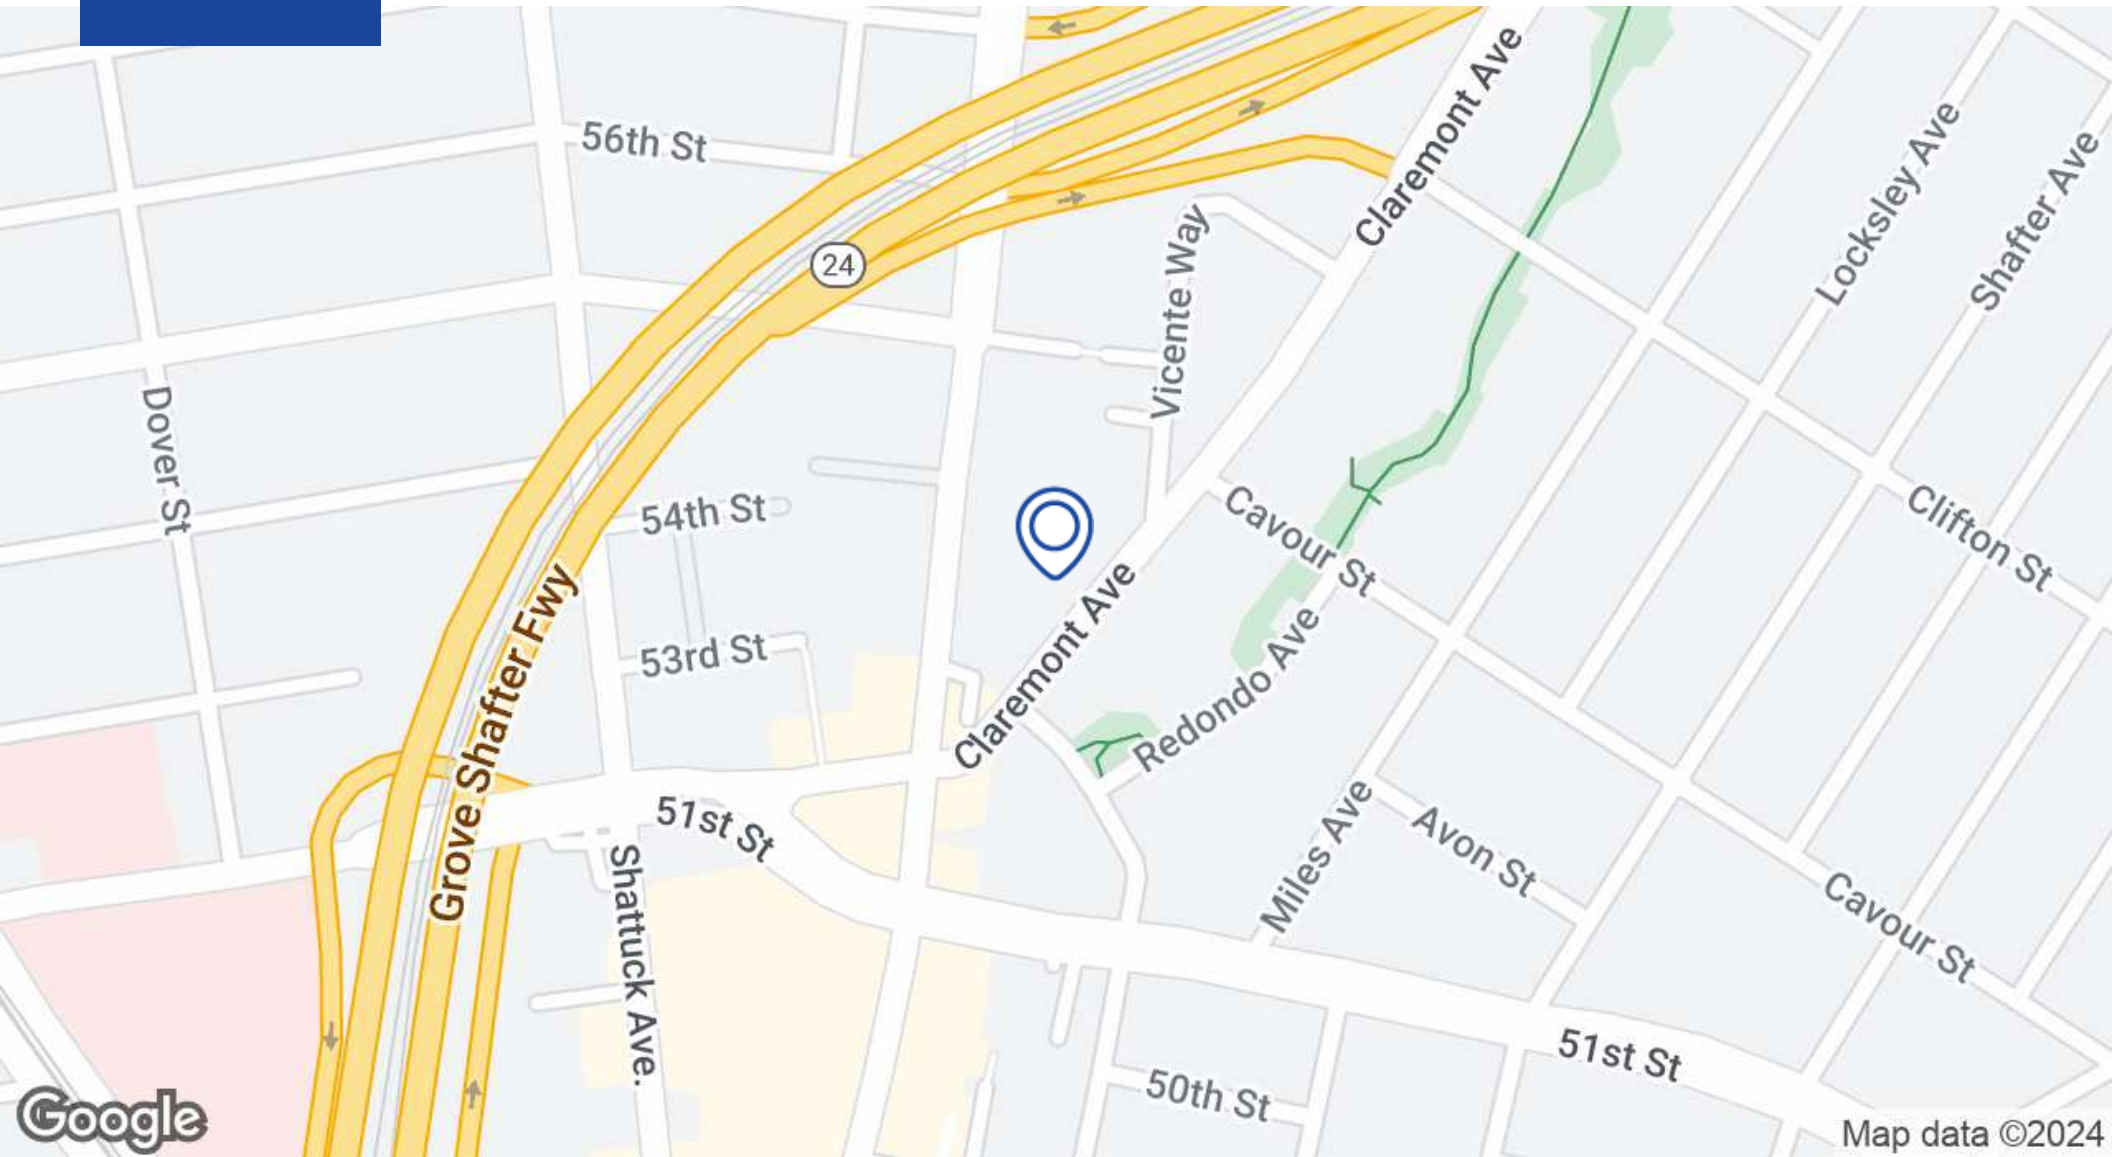 56th St
Claremont Ave
Locksley Ave
Shafter Ave
24
Vicente Way
Dover St
54th St
Cavour St
Clifton St
Grove Shafter Fwy
Claremont Ave
53rd St
Redondo Ave
51st St
Miles Ave
Avon St
Shattuck Ave.
Cavour St
51st St
50th St
Google
Map data ©2024